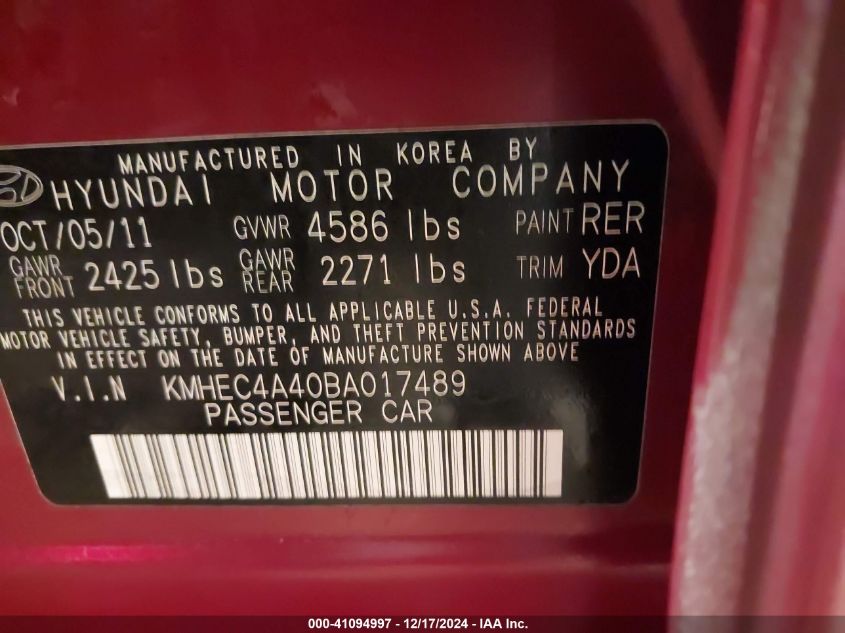 MANUFACTURED IN KOREA BY
HYUNDAI MOTOR COMPANY
OCT/05/11 GVWR 4586 lbs PAINT RER
GAWR FRONT 2425 lbs GAWR REAR 2271 lbs TRIM YDA
THIS VEHICLE CONFORMS TO ALL APPLICABLE U.S.A. FEDERAL
MOTOR VEHICLE SAFETY, BUMPER, AND THEFT PREVENTION STANDARDS
IN EFFECT ON THE DATE OF MANUFACTURE SHOWN ABOVE
V.I.N KMHEC4A40BA017489
PASSENGER CAR
000-41094997 - 12/17/2024 - IAA Inc.